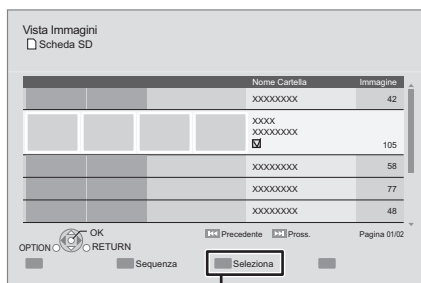 Vista Immagini
Scheda SD
Nome Cartella Immagine
XXXXXXXX 42
XXXX
XXXXXXXX
105
XXXXXXXX 58
XXXXXXXX 77
XXXXXXXX 48
OK
OPTION RETURN
Precedente Pross. Pagina 01/02
Sequenza Seleziona